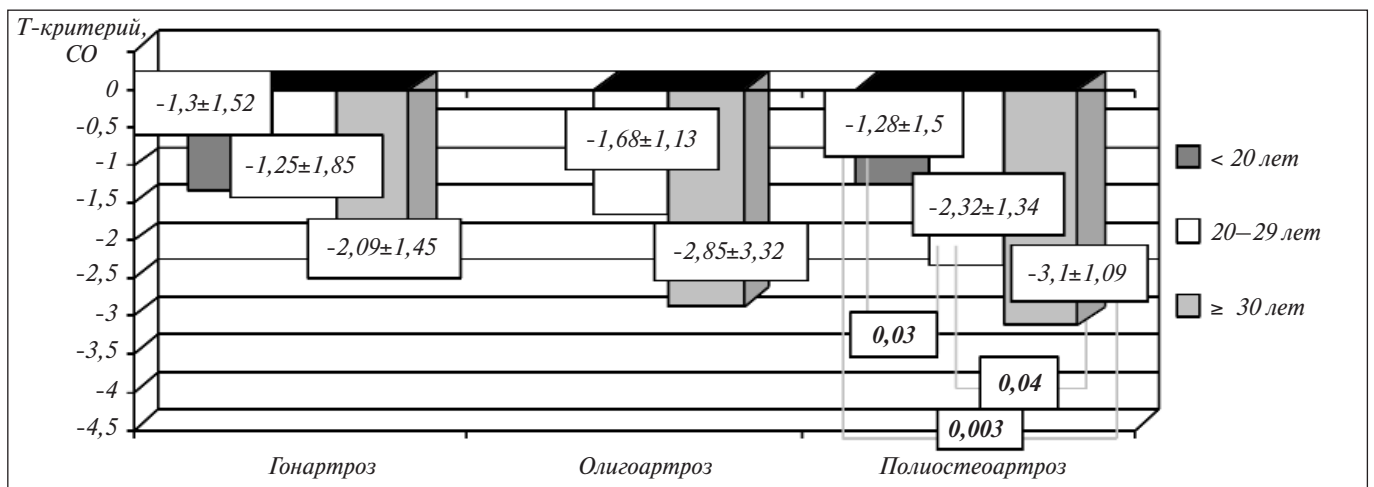 Т-критерий,
СО
0
-0,5
-1
-1,5
-2
-2,5
-3
-3,5
-4
-4,5
-1,3±1,52
-1,25±1,85
-2,09±1,45
-1,68±1,13
-2,85±3,32
-1,28±1,5
-2,32±1,34
-3,1±1,09
0,03
0,04
0,003
Гонартроз
Олигоартроз
Полиостеоартроз
< 20 лет
20–29 лет
≥ 30 лет